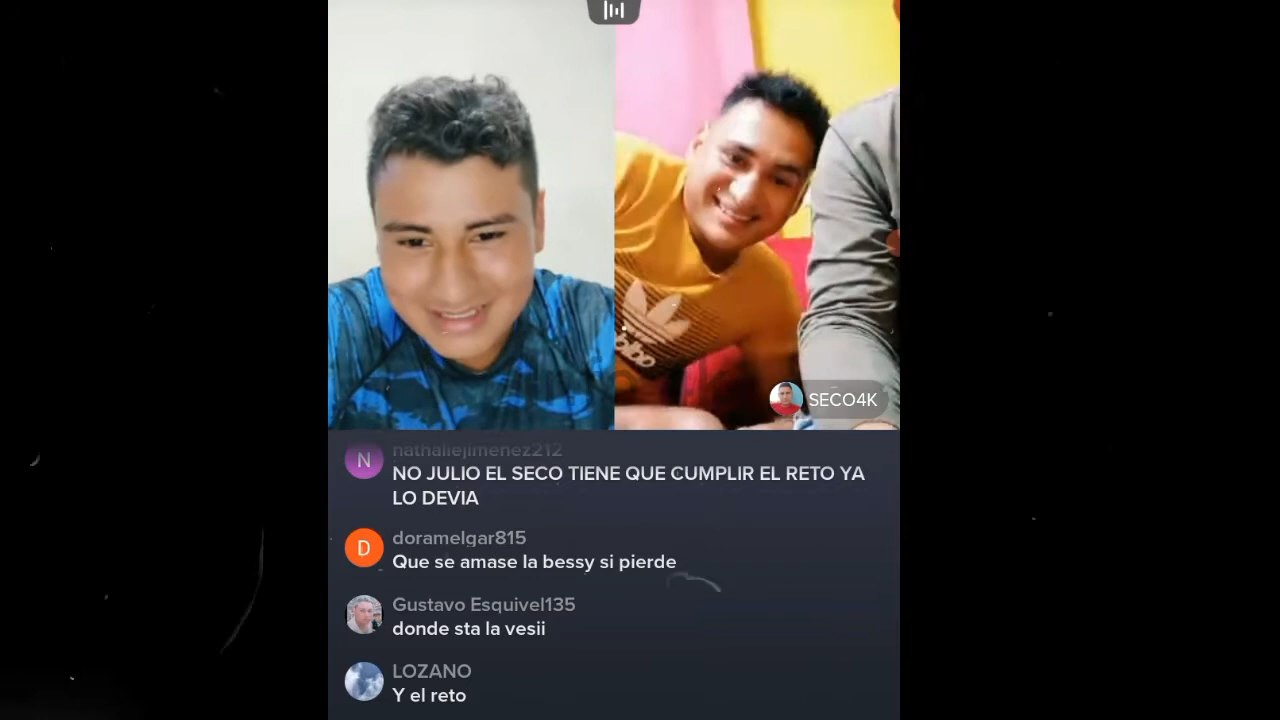 SECO4K
nathaliejimenez212
N
NO JULIO EL SECO TIENE QUE CUMPLIR EL RETO YA
LO DEVIA
doramelgar815
D
Que se amase la bessy si pierde
Gustavo Esquivel135
donde sta la vesii
LOZANO
Y el reto